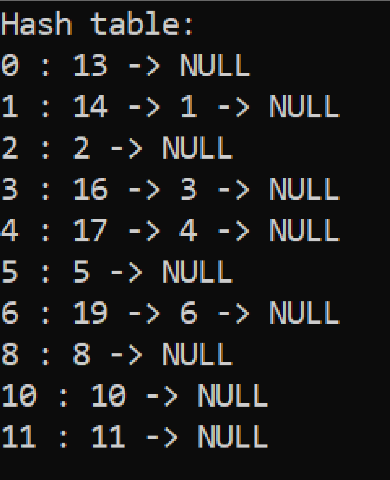 Hash table:
0 : 13 -> NULL
1 : 14 -> 1 -> NULL
2 : 2 -> NULL
3 : 16 -> 3 -> NULL
4 : 17 -> 4 -> NULL
5 : 5 -> NULL
6 : 19 -> 6 -> NULL
8 : 8 -> NULL
10 : 10 -> NULL
11 : 11 -> NULL